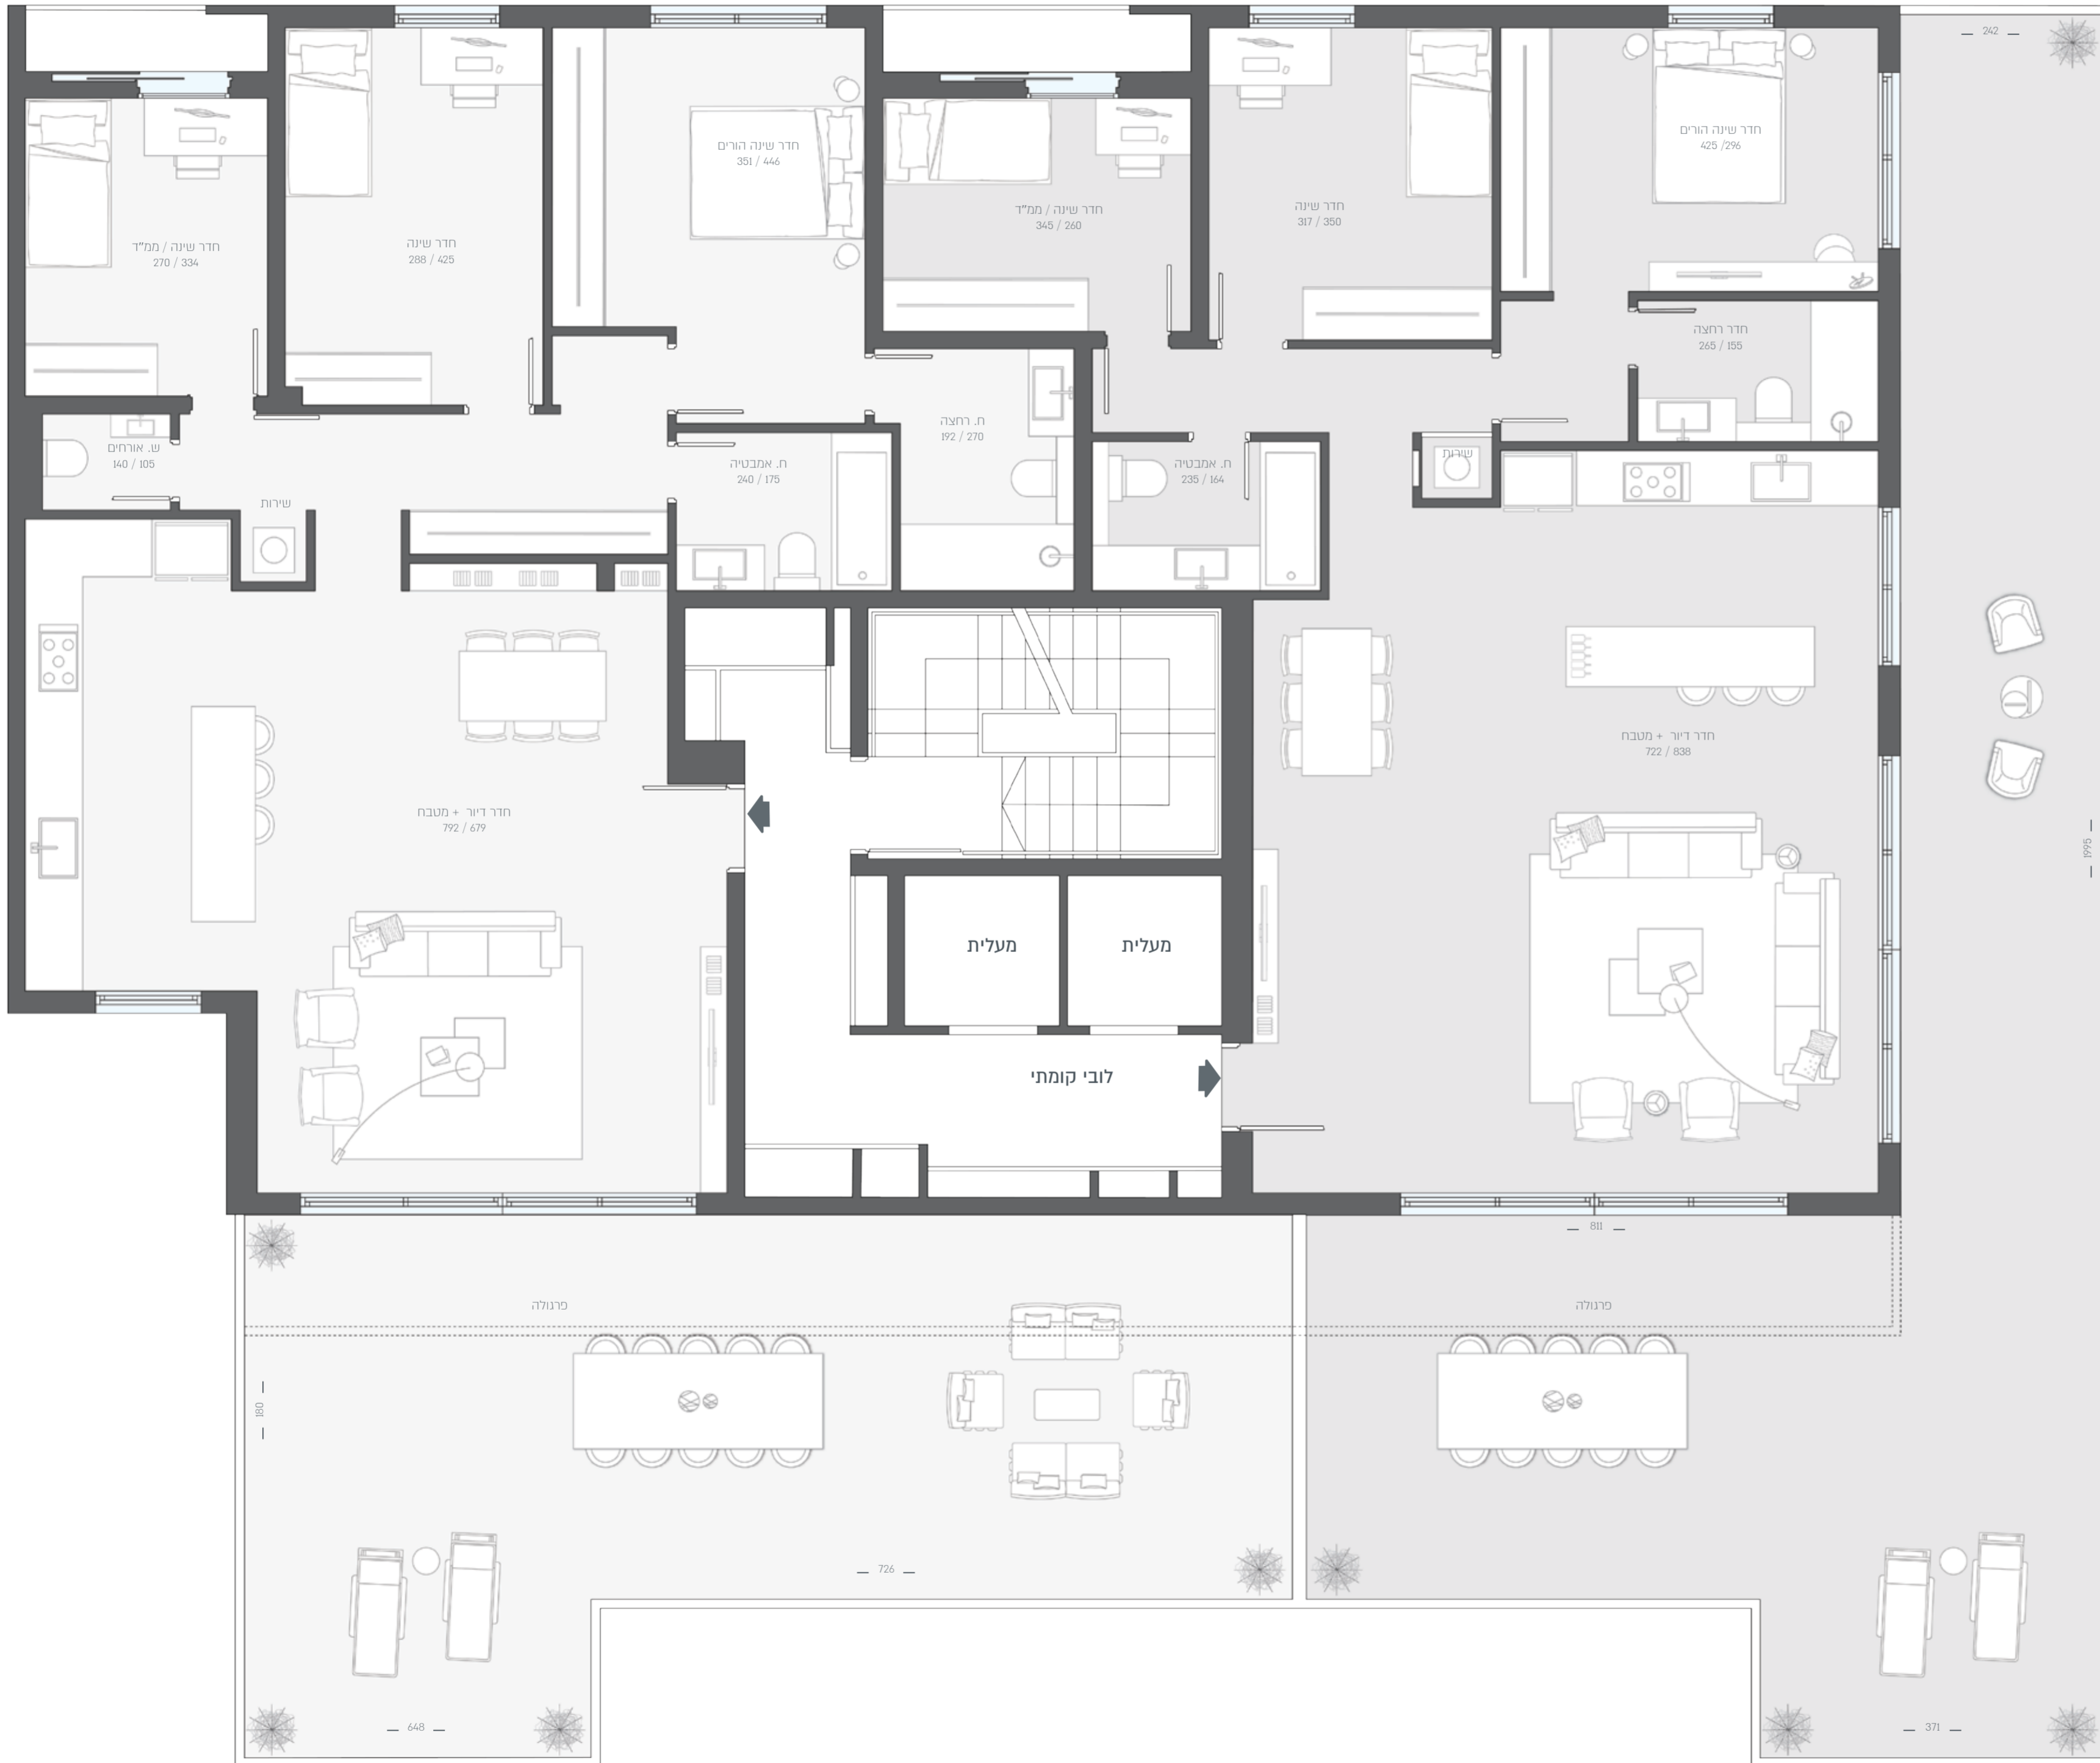 242
חדר שינה הורים
425 /296
חדר שינה הורים
351 / 446
חדר שינה
317 / 350
חדר שינה / ממ"ד
345 / 260
חדר שינה
288 / 425
חדר שינה / ממ"ד
270 / 334
חדר רחצה
265 / 155
ח. רחצה
192 / 270
ש. אורחים
140 / 105
שירות
ח. אמבטיה
235 / 164
ח. אמבטיה
240 / 175
שירות
חדר דיור + מטבח
722 / 838
חדר דיור + מטבח
792 / 679
1995
מעלית
מעלית
לובי קומתי
811
פרגולה
פרגולה
180
726
371
648